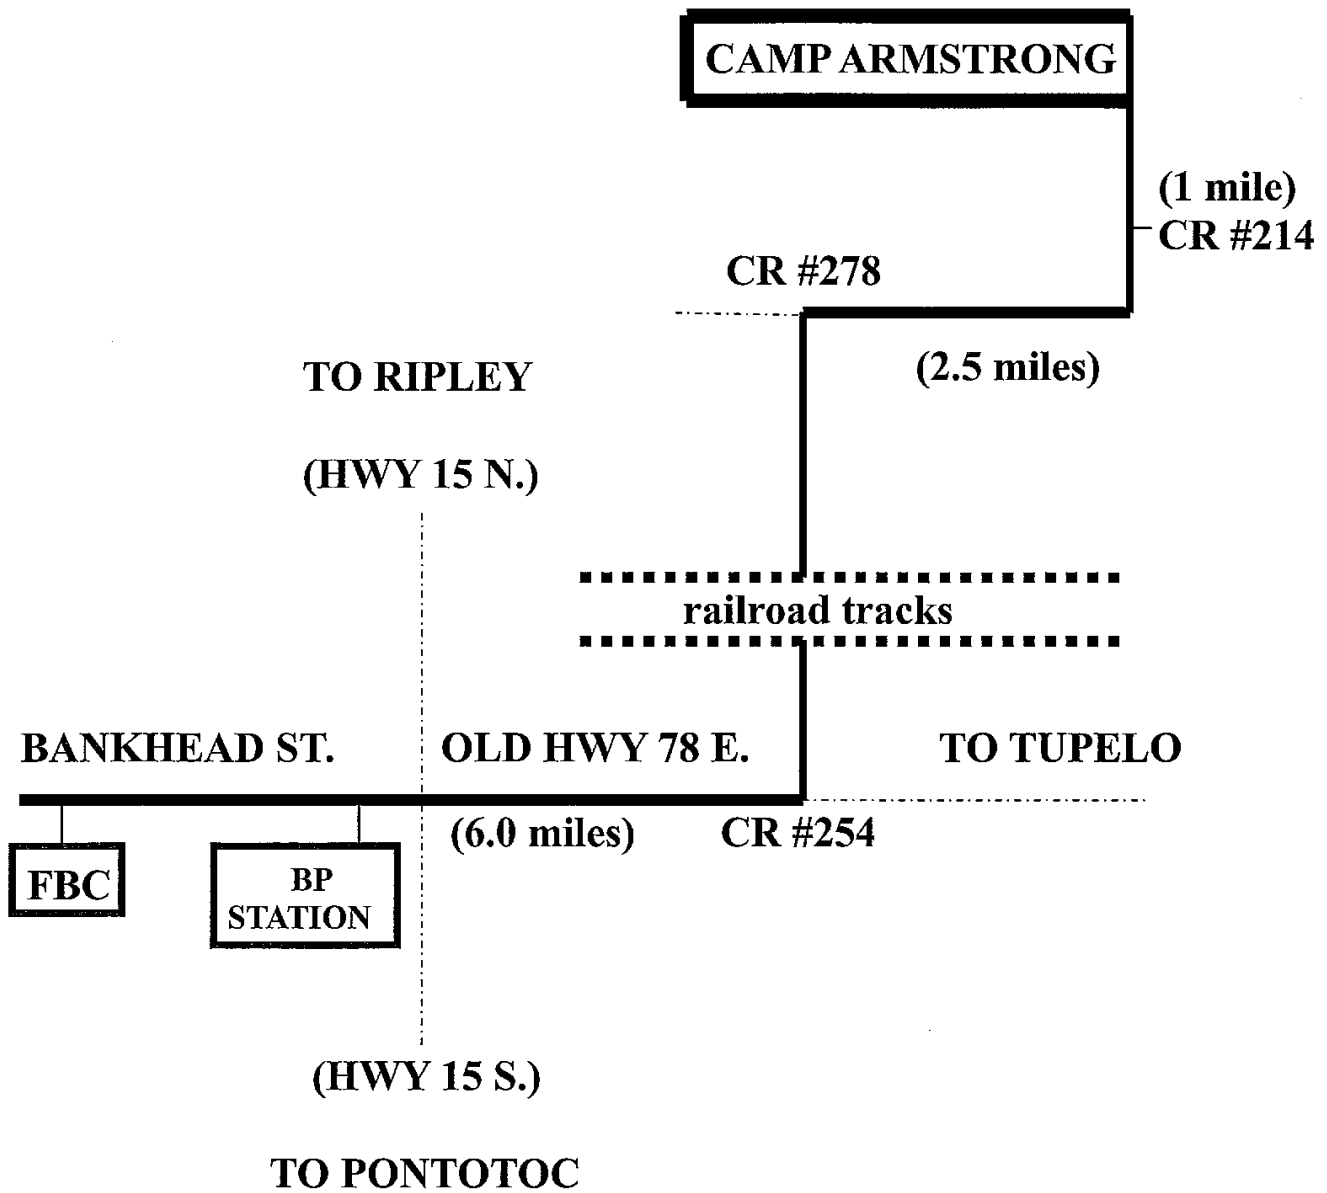 CAMP ARMSTRONG
(1 mile)
CR #214
CR #278
(2.5 miles)
TO RIPLEY
(HWY 15 N.)
railroad tracks
BANKHEAD ST.
OLD HWY 78 E.
TO TUPELO
(6.0 miles)
CR #254
FBC
BP
STATION
(HWY 15 S.)
TO PONTOTOC